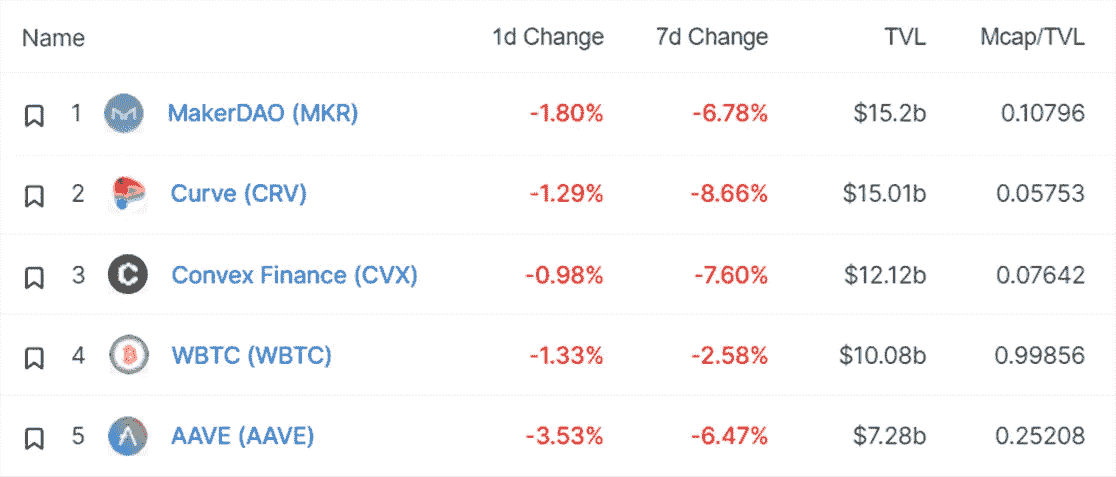 Name 1d Change 7d Change TVL Mcap/TVL
1 MakerDAO (MKR) -1.80% -6.78% $15.2b 0.10796
2 Curve (CRV) -1.29% -8.66% $15.01b 0.05753
3 Convex Finance (CVX) -0.98% -7.60% $12.12b 0.07642
4 WBTC (WBTC) -1.33% -2.58% $10.08b 0.99856
5 AAVE (AAVE) -3.53% -6.47% $7.28b 0.25208